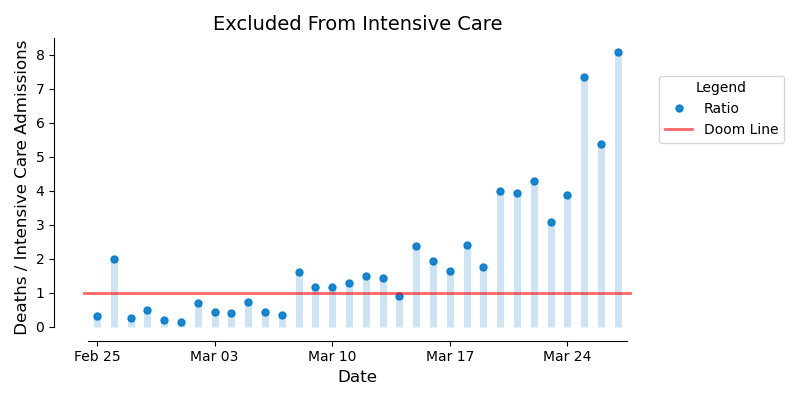 Excluded From Intensive Care
Deaths / Intensive Care Admissions
8
7
6
5
4
3
2
1
0
Feb 25
Mar 03
Mar 10
Mar 17
Mar 24
Date
Legend
Ratio
Doom Line